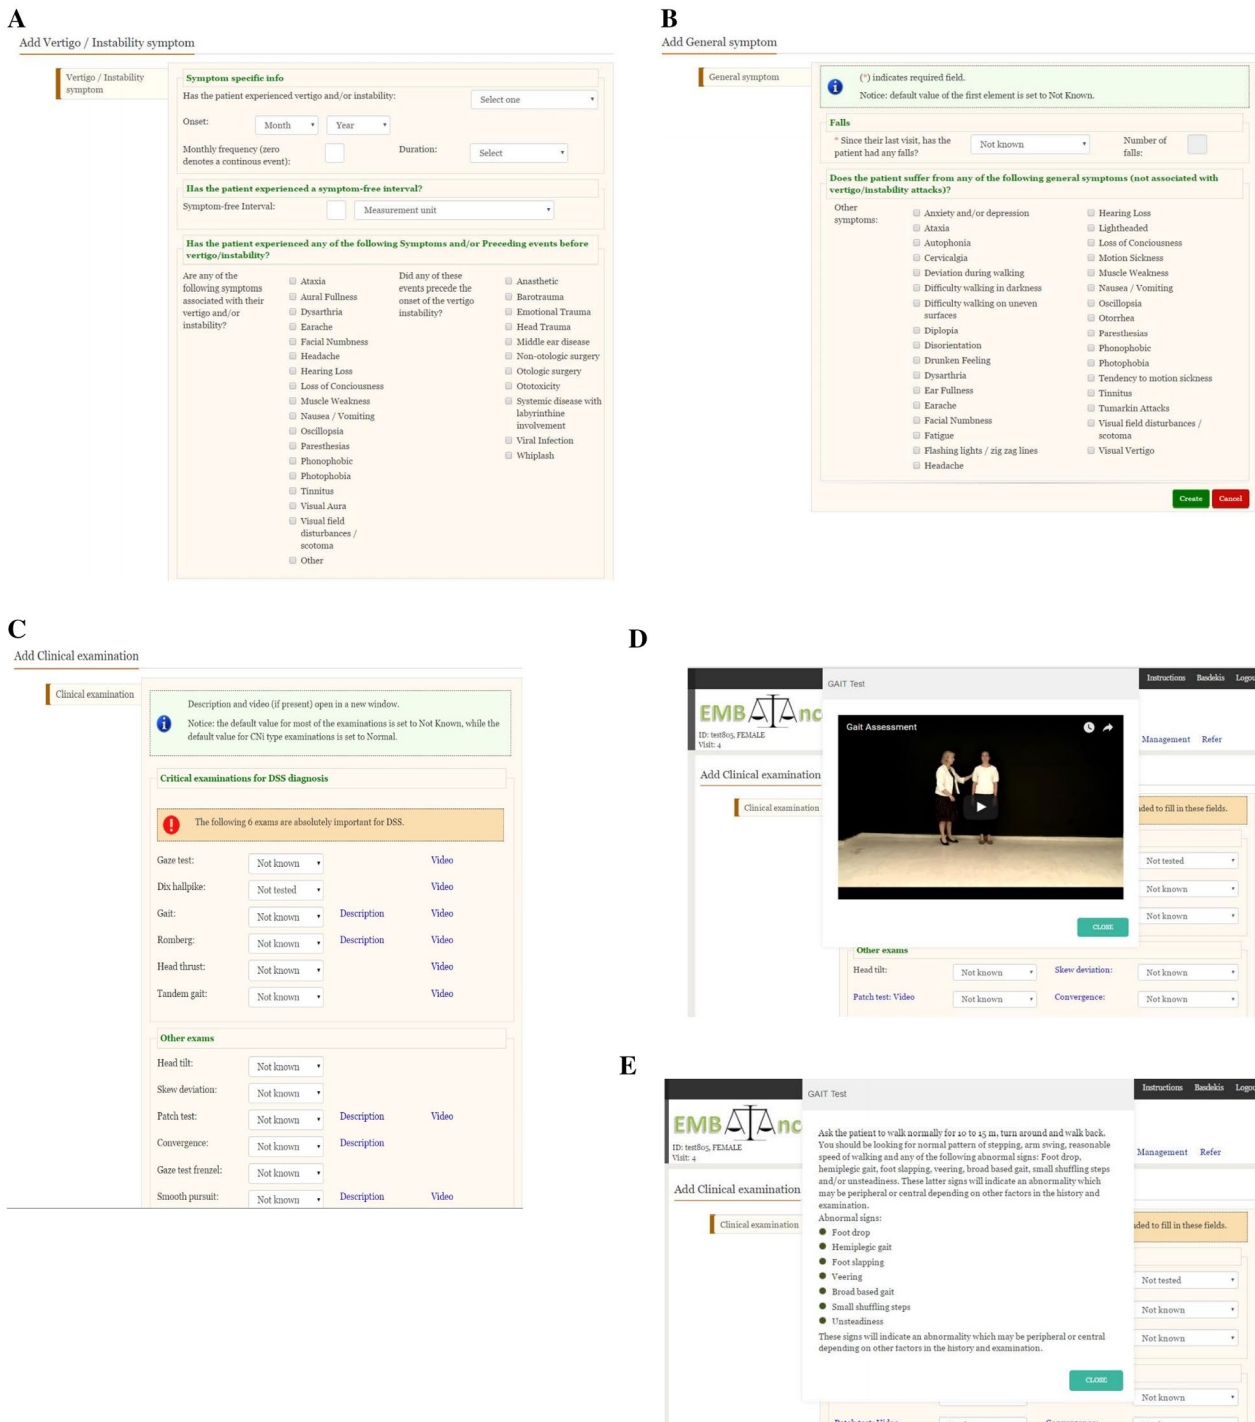 A
Add Vertigo / Instability symptom
Vertigo / Instability
symptom
Symptom specific info
Has the patient experienced vertigo and/or instability:
Select one
Onset:
Month
Year
Monthly frequency (zero
denotes a continous event):
Duration:
Select
Has the patient experienced a symptom-free interval?
Symptom-free Interval:
Measurement unit
Has the patient experienced any of the following Symptoms and/or Preceding events before
vertigo/instability?
Are any of the
following symptoms
associated with their
vertigo and/or
instability?
Ataxia
Aural Fullness
Dysarthria
Earache
Facial Numbness
Headache
Hearing Loss
Loss of Conciousness
Muscle Weakness
Nausea / Vomiting
Oscillopsia
Paresthesias
Phonophobic
Photophobia
Tinnitus
Visual Aura
Visual field
disturbances /
scotoma
Other
Did any of these
events precede the
onset of the vertigo
instability?
Anasthetic
Barotrauma
Emotional Trauma
Head Trauma
Middle ear disease
Non-otologic surgery
Otologic surgery
Ototoxicity
Systemic disease with
labyrinthine
involvement
Viral Infection
Whiplash
B
Add General symptom
General symptom
(*) indicates required field.
Notice: default value of the first element is set to Not Known.
Falls
* Since their last visit, has the
patient had any falls?
Not known
Number of
falls:
Does the patient suffer from any of the following general symptoms (not associated with
vertigo/instability attacks)?
Other
symptoms:
Anxiety and/or depression
Ataxia
Autophonia
Cervicalgia
Deviation during walking
Difficulty walking in darkness
Difficulty walking on uneven
surfaces
Diplopia
Disorientation
Drunken Feeling
Dysarthria
Ear Fullness
Earache
Facial Numbness
Fatigue
Flashing lights / zig zag lines
Headache
Hearing Loss
Lightheaded
Loss of Conciousness
Motion Sickness
Muscle Weakness
Nausea / Vomiting
Oscillopsia
Otorrhea
Paresthesias
Phonophobic
Photophobia
Tendency to motion sickness
Tinnitus
Tumarkin Attacks
Visual field disturbances /
scotoma
Visual Vertigo
Create
Cancel
C
Add Clinical examination
Clinical examination
Description and video (if present) open in a new window.
Notice: the default value for most of the examinations is set to Not Known, while the
default value for CNi type examinations is set to Normal.
Critical examinations for DSS diagnosis
The following 6 exams are absolutely important for DSS.
Gaze test: Not known Video
Dix hallpike: Not tested Video
Gait: Not known Description Video
Romberg: Not known Description Video
Head thrust: Not known Video
Tandem gait: Not known Video
Other exams
Head tilt: Not known
Skew deviation: Not known
Patch test: Not known Description Video
Convergence: Not known Description
Gaze test frenzel: Not known
Smooth pursuit: Not known Description Video
D
GAIT Test
Instructions Basdekis Logou
EMB nc
ID: test805, FEMALE
Visit: 4
Gait Assessment
Management Refer
Add Clinical examination
Clinical examination
ided to fill in these fields.
Not tested
Not known
Not known
CLOSE
Other exams
Head tilt: Not known Skew deviation: Not known
Patch test: Video Not known Convergence: Not known
E
GAIT Test
Instructions Basdekis Logou
EMB nc
ID: test805, FEMALE
Visit: 4
Management Refer
Add Clinical examination
Clinical examination
Ask the patient to walk normally for 10 to 15 m, turn around and walk back.
You should be looking for normal pattern of stepping, arm swing, reasonable
speed of walking and any of the following abnormal signs: Foot drop,
hemiplegic gait, foot slapping, veering, broad based gait, small shuffling steps
and/or unsteadiness. These latter signs will indicate an abnormality which
may be peripheral or central depending on other factors in the history and
examination.
Abnormal signs:
Foot drop
Hemiplegic gait
Foot slapping
Veering
Broad based gait
Small shuffling steps
Unsteadiness
These signs will indicate an abnormality which may be peripheral or central
depending on other factors in the history and examination.
CLOSE
ided to fill in these fields.
Not tested
Not known
Not known
Not known